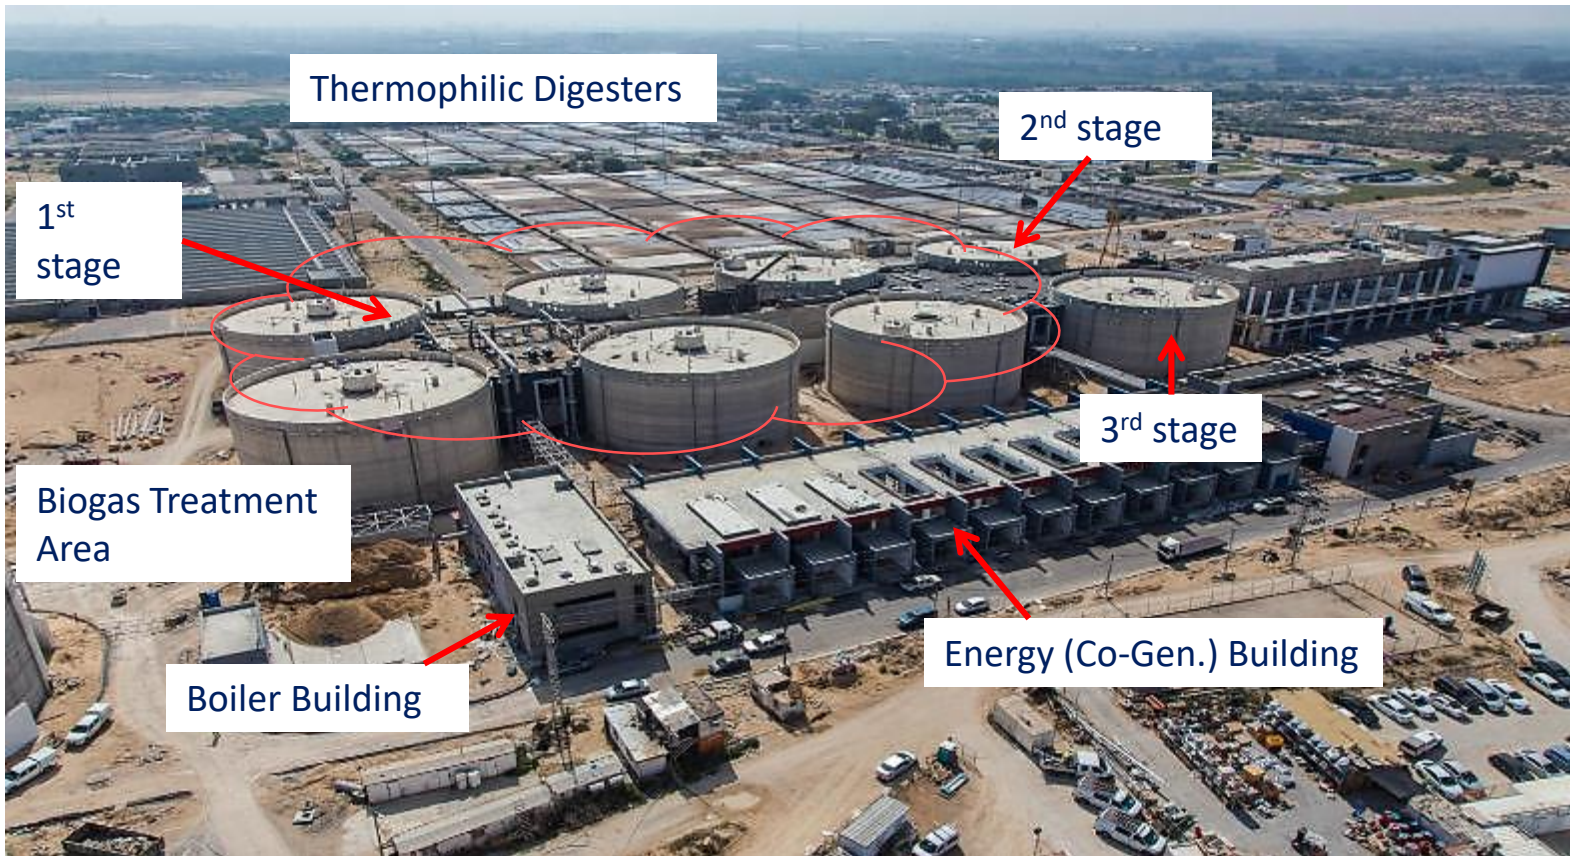 Thermophilic Digesters
2nd stage
1st
stage
3rd stage
Biogas Treatment
Area
Energy (Co-Gen.) Building
Boiler Building